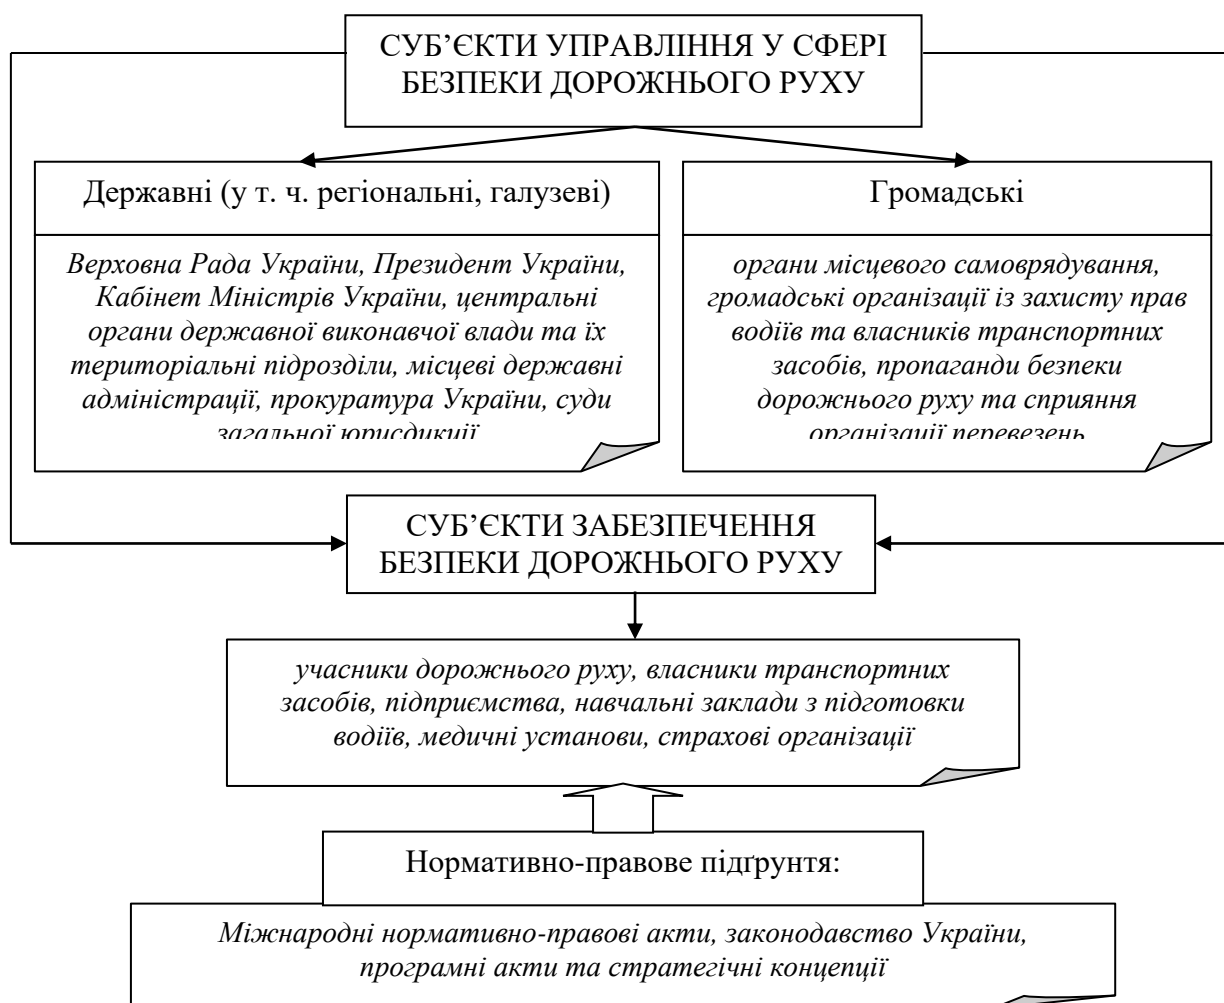 СУБ’ЄКТИ УПРАВЛІННЯ У СФЕРІ
БЕЗПЕКИ ДОРОЖНЬОГО РУХУ
Державні (у т. ч. регіональні, галузеві)
Верховна Рада України, Президент України,
Кабінет Міністрів України, центральні
органи державної виконавчої влади та їх
територіальні підрозділи, місцеві державні
адміністрації, прокуратура України, суди
загальної юрисдикції
Громадські
органи місцевого самоврядування,
громадські організації із захисту прав
водіїв та власників транспортних
засобів, пропаганди безпеки
дорожнього руху та сприяння
організації перевезень
СУБ’ЄКТИ ЗАБЕЗПЕЧЕННЯ
БЕЗПЕКИ ДОРОЖНЬОГО РУХУ
учасники дорожнього руху, власники транспортних
засобів, підприємства, навчальні заклади з підготовки
водіїв, медичні установи, страхові організації
Нормативно-правове підґрунтя:
Міжнародні нормативно-правові акти, законодавство України,
програмні акти та стратегічні концепції